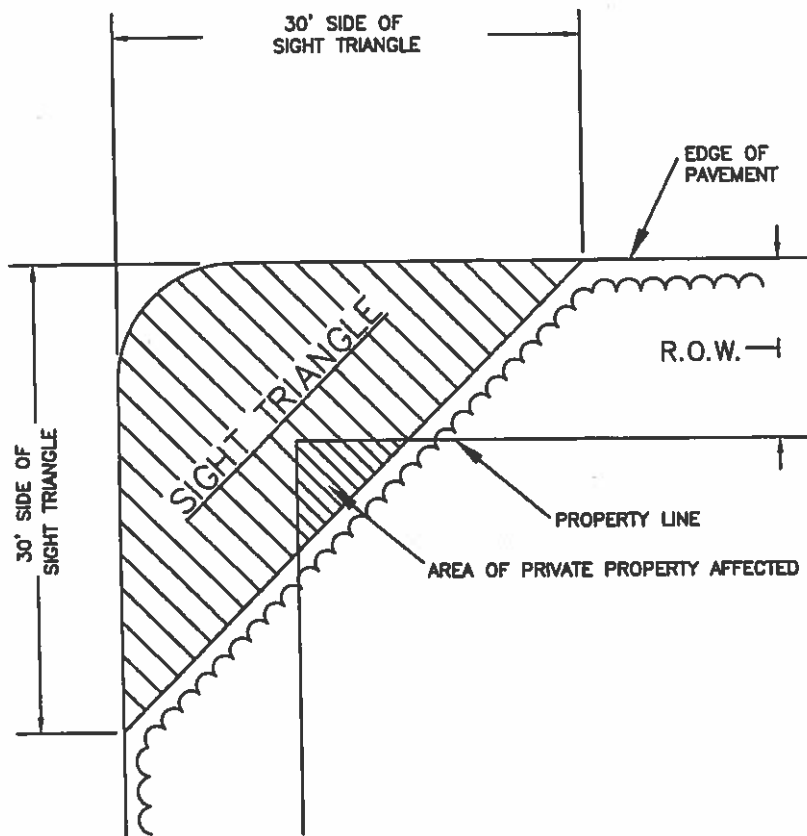 30' SIDE OF
SIGHT TRIANGLE
EDGE OF
PAVEMENT
R.O.W.
SIGHT TRIANGLE
30' SIDE OF
SIGHT TRIANGLE
PROPERTY LINE
AREA OF PRIVATE PROPERTY AFFECTED